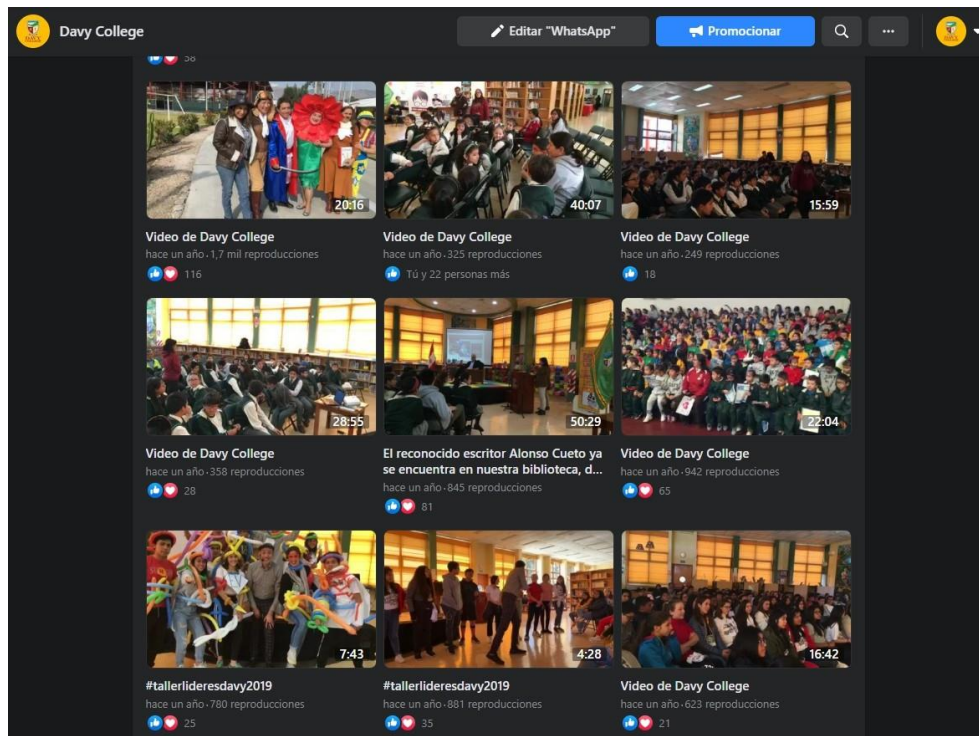 Davy College
Editar "WhatsApp"
Promocionar
58
20:16
40:07
15:59
Video de Davy College
hace un año·1,7 mil reproducciones
116
Video de Davy College
hace un año·325 reproducciones
Tú y 22 personas más
Video de Davy College
hace un año·249 reproducciones
18
28:55
50:29
22:04
Video de Davy College
hace un año·358 reproducciones
28
El reconocido escritor Alonso Cueto ya
se encuentra en nuestra biblioteca, d...
hace un año·845 reproducciones
81
Video de Davy College
hace un año·942 reproducciones
65
7:43
4:28
16:42
#tallerlideresdavy2019
hace un año·780 reproducciones
25
#tallerlideresdavy2019
hace un año·881 reproducciones
35
Video de Davy College
hace un año·623 reproducciones
21